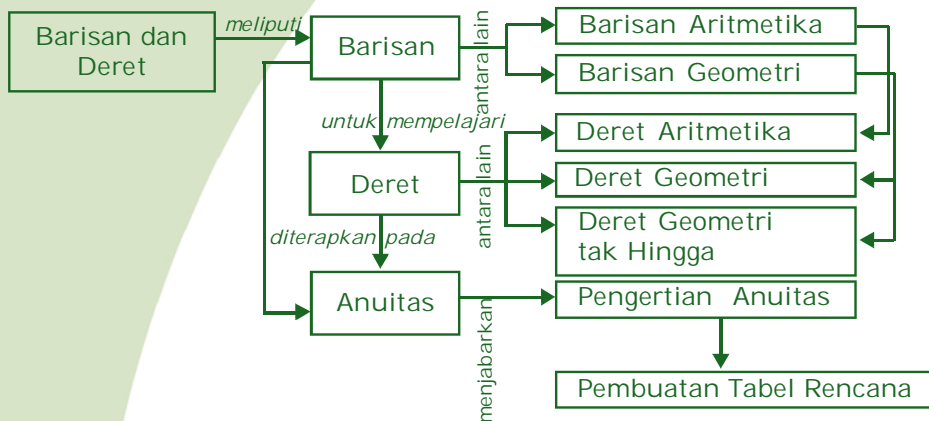 Barisan dan
Deret
meliputi
Barisan
antara lain
Barisan Aritmetika
Barisan Geometri
untuk mempelajari
Deret
antara lain
Deret Aritmetika
Deret Geometri
Deret Geometri
tak Hingga
diterapkan pada
Anuitas
menjabarkan
Pengertian Anuitas
Pembuatan Tabel Rencana